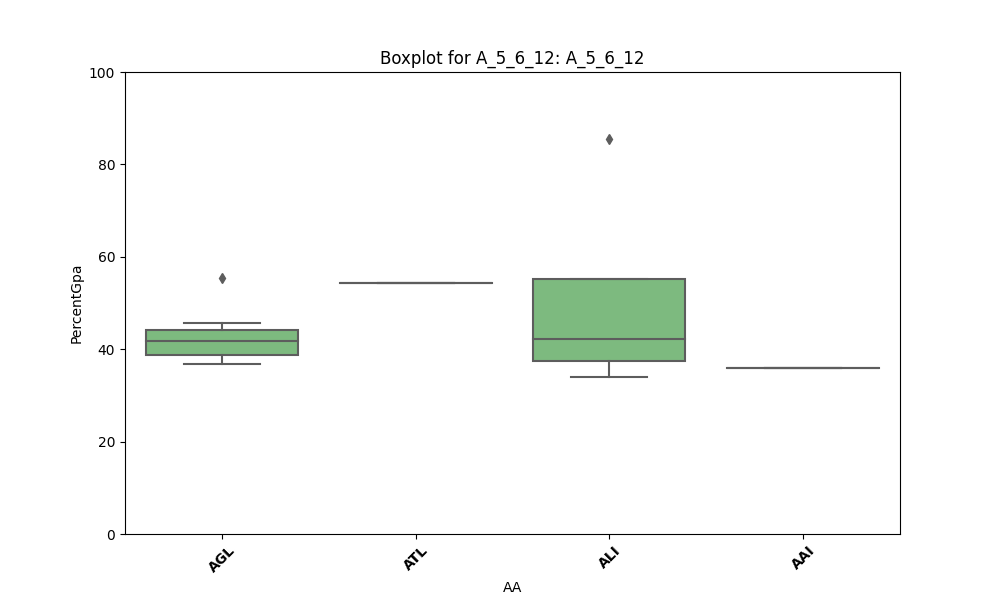 Boxplot for A_5_6_12: A_5_6_12
100
80
60
40
20
0
PercentGpa
AGL
ATL
ALI
AAI
AA